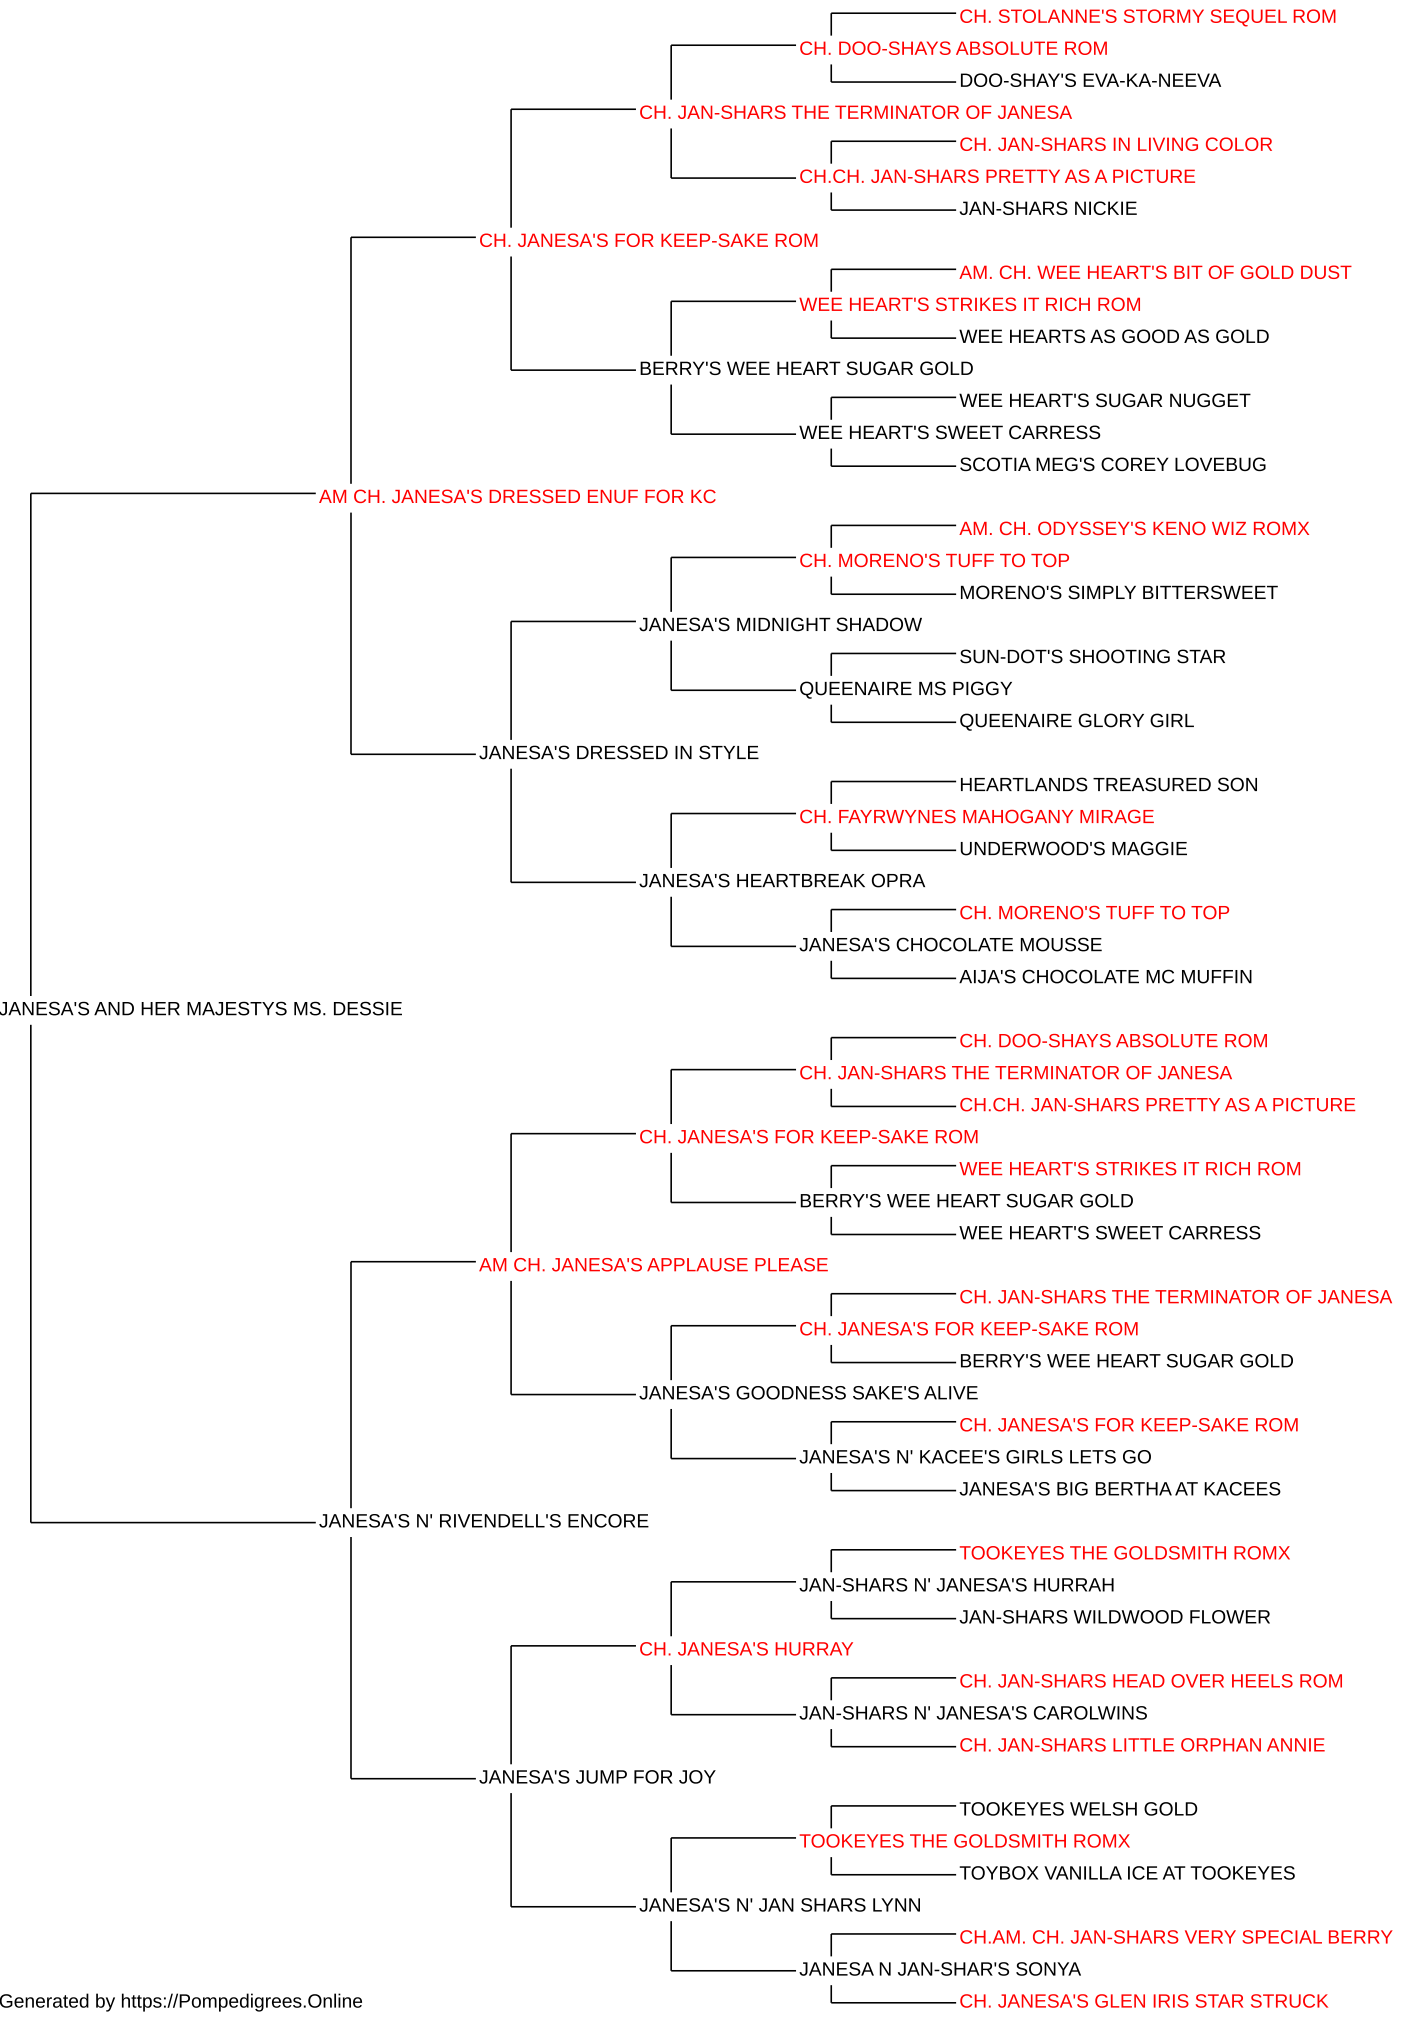 CH. STOLANNE'S STORMY SEQUEL ROM
CH. DOO-SHAYS ABSOLUTE ROM
DOO-SHAY'S EVA-KA-NEEVA
CH. JAN-SHARS THE TERMINATOR OF JANESA
CH. JAN-SHARS IN LIVING COLOR
CH.CH. JAN-SHARS PRETTY AS A PICTURE
JAN-SHARS NICKIE
CH. JANESA'S FOR KEEP-SAKE ROM
AM. CH. WEE HEART'S BIT OF GOLD DUST
WEE HEART'S STRIKES IT RICH ROM
WEE HEARTS AS GOOD AS GOLD
BERRY'S WEE HEART SUGAR GOLD
WEE HEART'S SUGAR NUGGET
WEE HEART'S SWEET CARRESS
SCOTIA MEG'S COREY LOVEBUG
AM CH. JANESA'S DRESSED ENUF FOR KC
AM. CH. ODYSSEY'S KENO WIZ ROMX
CH. MORENO'S TUFF TO TOP
MORENO'S SIMPLY BITTERSWEET
JANESA'S MIDNIGHT SHADOW
SUN-DOT'S SHOOTING STAR
QUEENAIRE MS PIGGY
QUEENAIRE GLORY GIRL
JANESA'S DRESSED IN STYLE
HEARTLANDS TREASURED SON
CH. FAYRWYNES MAHOGANY MIRAGE
UNDERWOOD'S MAGGIE
JANESA'S HEARTBREAK OPRA
CH. MORENO'S TUFF TO TOP
JANESA'S CHOCOLATE MOUSSE
AIJA'S CHOCOLATE MC MUFFIN
JANESA'S AND HER MAJESTYS MS. DESSIE
CH. DOO-SHAYS ABSOLUTE ROM
CH. JAN-SHARS THE TERMINATOR OF JANESA
CH.CH. JAN-SHARS PRETTY AS A PICTURE
CH. JANESA'S FOR KEEP-SAKE ROM
WEE HEART'S STRIKES IT RICH ROM
BERRY'S WEE HEART SUGAR GOLD
WEE HEART'S SWEET CARRESS
AM CH. JANESA'S APPLAUSE PLEASE
CH. JAN-SHARS THE TERMINATOR OF JANESA
CH. JANESA'S FOR KEEP-SAKE ROM
BERRY'S WEE HEART SUGAR GOLD
JANESA'S GOODNESS SAKE'S ALIVE
CH. JANESA'S FOR KEEP-SAKE ROM
JANESA'S N' KACEE'S GIRLS LETS GO
JANESA'S BIG BERTHA AT KACEES
JANESA'S N' RIVENDELL'S ENCORE
TOOKEYES THE GOLDSMITH ROMX
JAN-SHARS N' JANESA'S HURRAH
JAN-SHARS WILDWOOD FLOWER
CH. JANESA'S HURRAY
CH. JAN-SHARS HEAD OVER HEELS ROM
JAN-SHARS N' JANESA'S CAROLWINS
CH. JAN-SHARS LITTLE ORPHAN ANNIE
JANESA'S JUMP FOR JOY
TOOKEYES WELSH GOLD
TOOKEYES THE GOLDSMITH ROMX
TOYBOX VANILLA ICE AT TOOKEYES
JANESA'S N' JAN SHARS LYNN
CH.AM. CH. JAN-SHARS VERY SPECIAL BERRY
JANESA N JAN-SHAR'S SONYA
CH. JANESA'S GLEN IRIS STAR STRUCK
Generated by https://Pompedigrees.Online